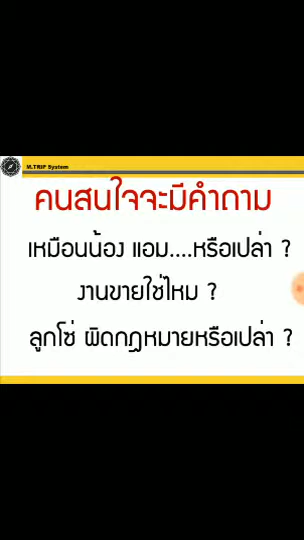 M.TRIP System
คนสนใจจะมีคำถาม
เหมือนน้อง แอม....หรือเปล่า ?
งานขายใช่ไหม ?
ลูกโซ่ ผิดกฎหมายหรือเปล่า ?